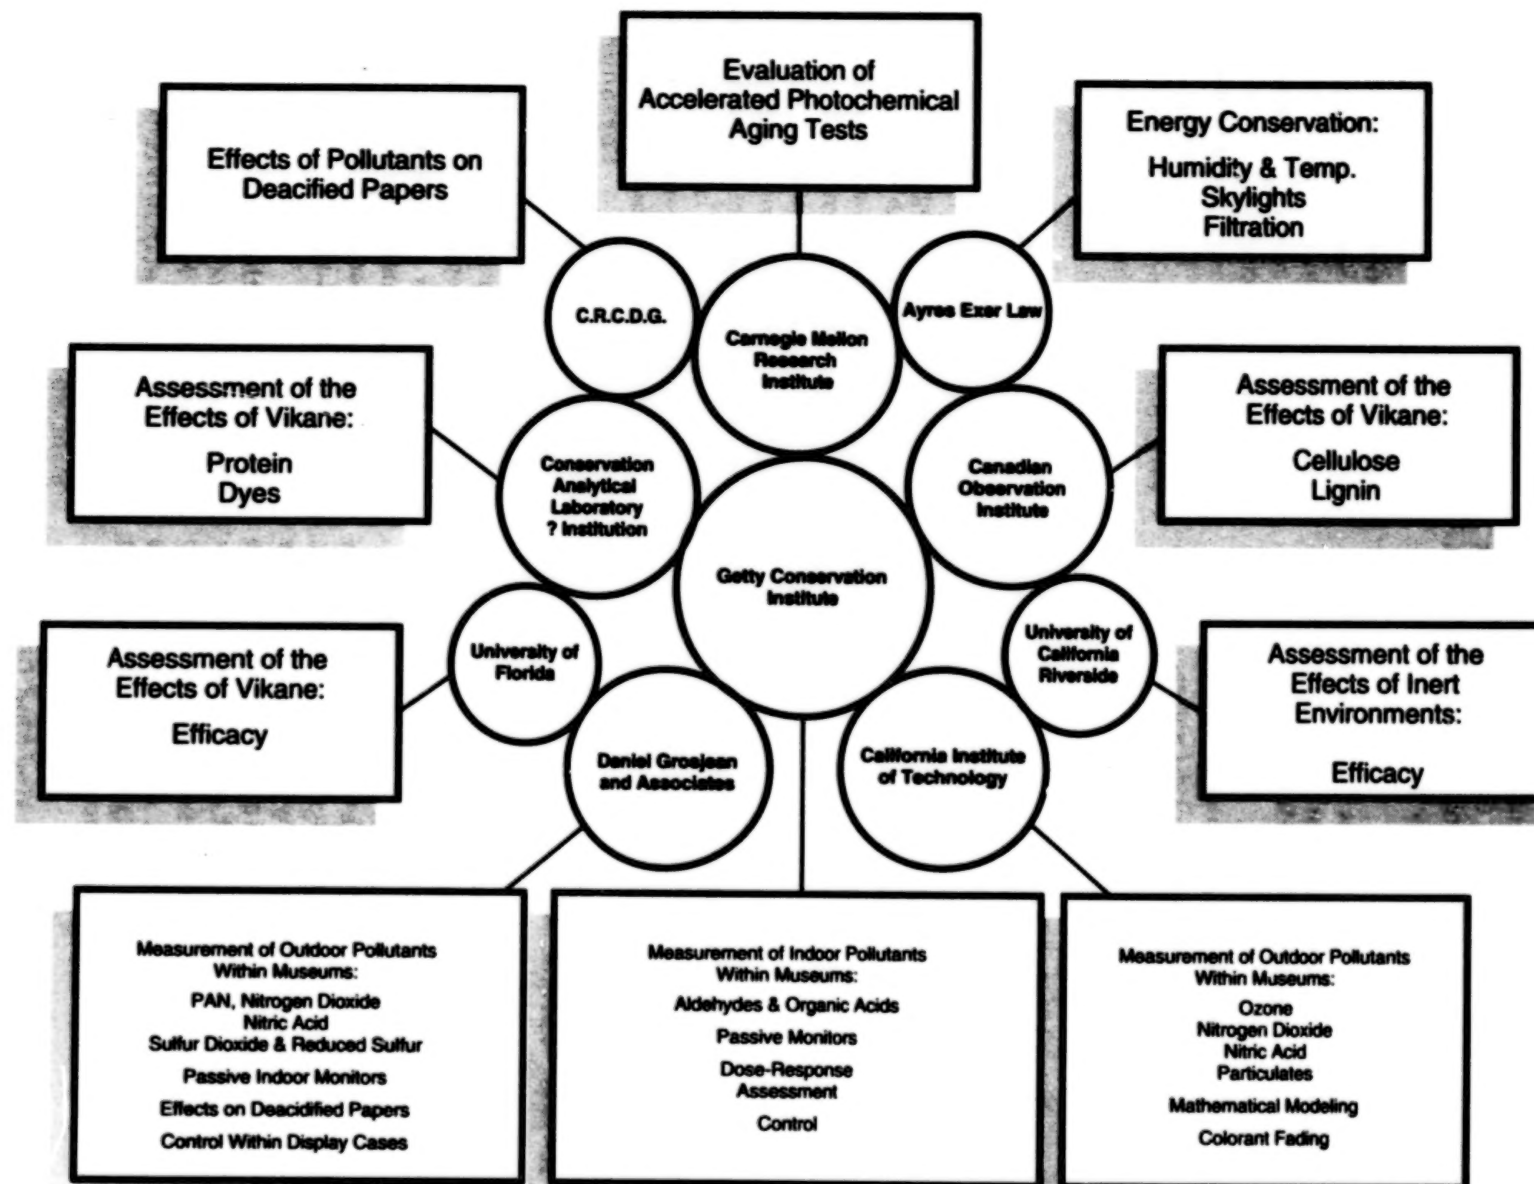 Evaluation of
Accelerated Photochemical
Aging Tests
Effects of Pollutants on
Deacified Papers
Energy Conservation:
Humidity & Temp.
Skylights
Filtration
C.R.C.D.G.
Carnegie Mellon
Research
Institute
Ayres Ezer Lau
Assessment of the
Effects of Vikane:
Protein
Dyes
Conservation
Analytical
Laboratory
? Institution
Canadian
Observation
Institute
Assessment of the
Effects of Vikane:
Cellulose
Lignin
Getty Conservation
Institute
Assessment of the
Effects of Vikane:
Efficacy
University of
Florida
University of
California
Riverside
Assessment of the
Effects of Inert
Environments:
Efficacy
Daniel Grosjean
and Associates
California Institute
of Technology
Measurement of Outdoor Pollutants
Within Museums:
PAN, Nitrogen Dioxide
Nitric Acid
Sulfur Dioxide & Reduced Sulfur
Passive Indoor Monitors
Effects on Deacidified Papers
Control Within Display Cases
Measurement of Indoor Pollutants
Within Museums:
Aldehydes & Organic Acids
Passive Monitors
Dose-Response
Assessment
Control
Measurement of Outdoor Pollutants
Within Museums:
Ozone
Nitrogen Dioxide
Nitric Acid
Particulates
Mathematical Modeling
Colorant Fading